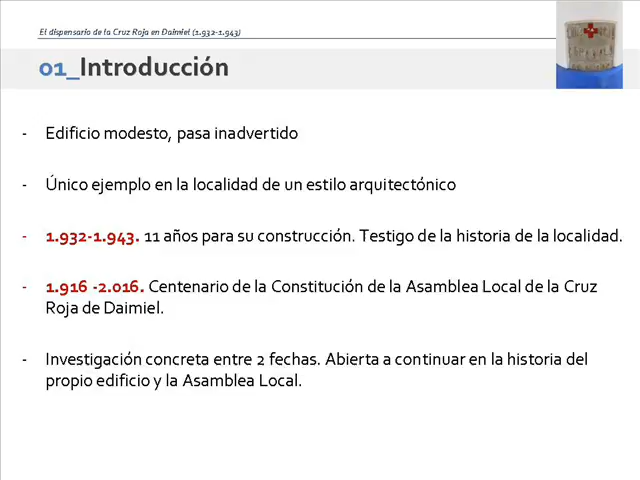 El dispensario de la Cruz Roja en Daimiel (1.932-1.943)
01_Introducción
- Edificio modesto, pasa inadvertido
- Único ejemplo en la localidad de un estilo arquitectónico
- 1.932-1.943. 11 años para su construcción. Testigo de la historia de la localidad.
- 1.916 -2.016. Centenario de la Constitución de la Asamblea Local de la Cruz
Roja de Daimiel.
- Investigación concreta entre 2 fechas. Abierta a continuar en la historia del
propio edificio y la Asamblea Local.